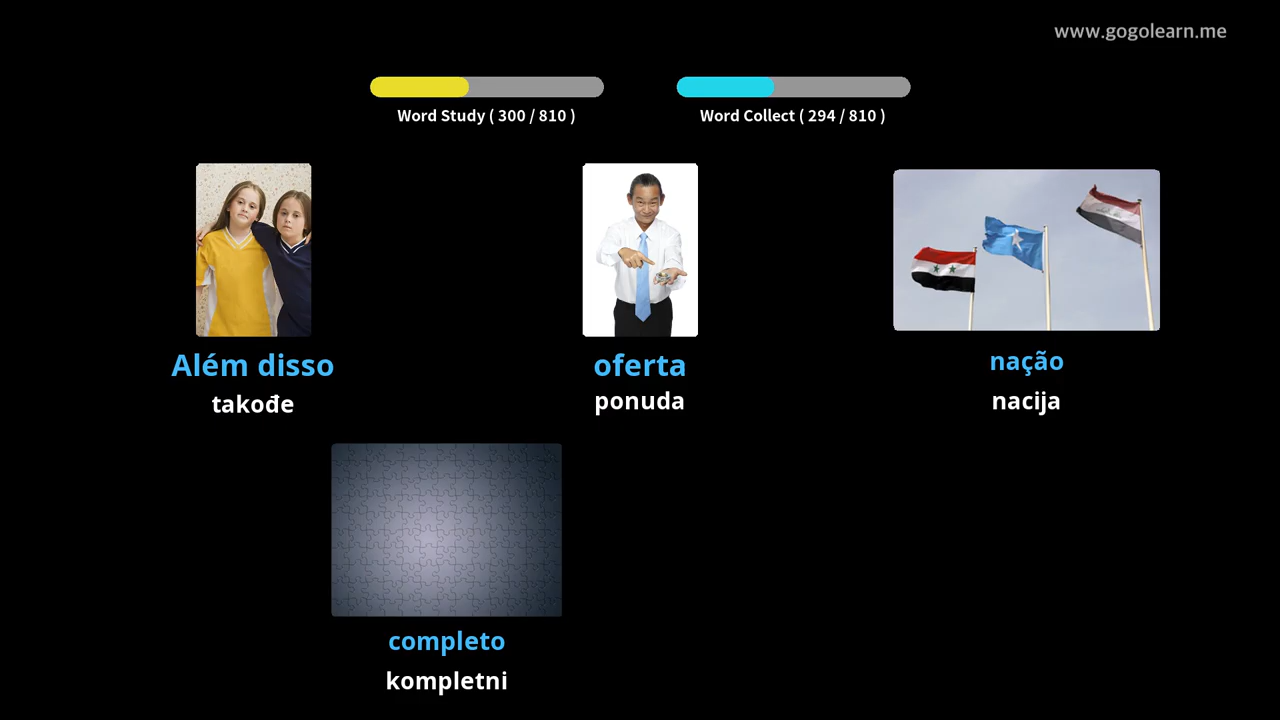 www.gogolearn.me
Word Study ( 300 / 810 )
Word Collect ( 294 / 810 )
Além disso
takođe
oferta
ponuda
nação
nacija
completo
kompletni